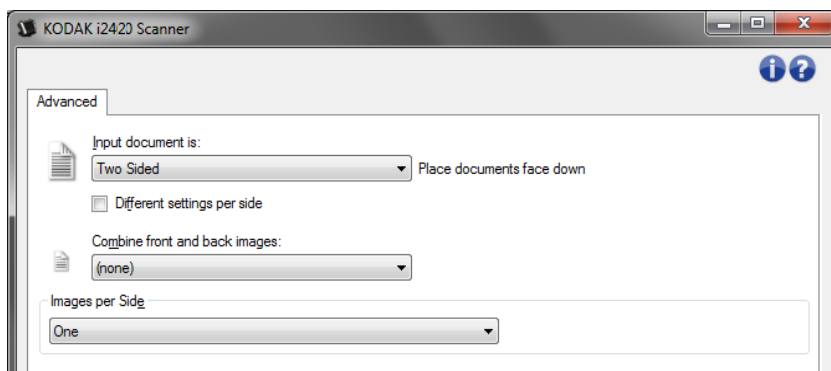 KODAK i2420 Scanner
Advanced
Input document is:
Two Sided Place documents face down
Different settings per side
Combine front and back images:
(none)
Images per Side
One